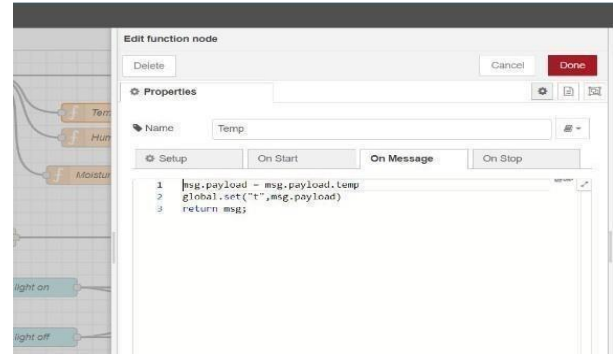 Edit function node
Delete
Cancel
Done
Properties
Name
Temp
Setup
On Start
On Message
On Stop
1 msg.payload = msg.payload.temp
2 global.set("t",msg.payload)
3 return msg;
Tem
Hum
Moistur
light on
light off